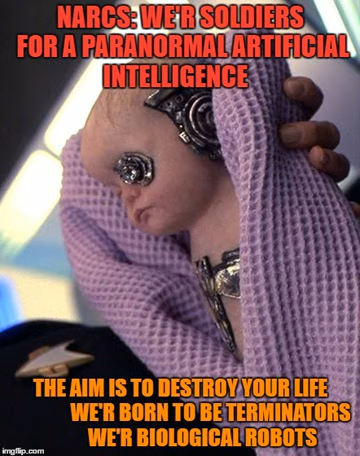 NARCS: WE'R SOLDIERS
FOR A PARANORMAL ARTIFICIAL
INTELLIGENCE
THE AIM IS TO DESTROY YOUR LIFE
WE'R BORN TO BE TERMINATORS
WE'R BIOLOGICAL ROBOTS
imgflip.com